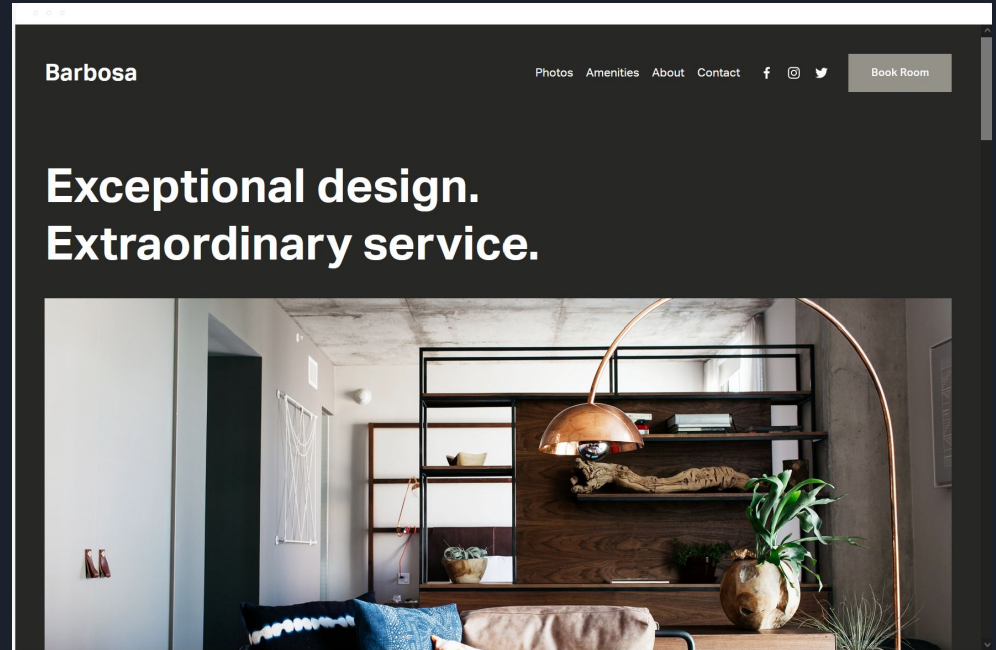 Barbosa
Photos Amenities About Contact
Book Room
Exceptional design.
Extraordinary service.